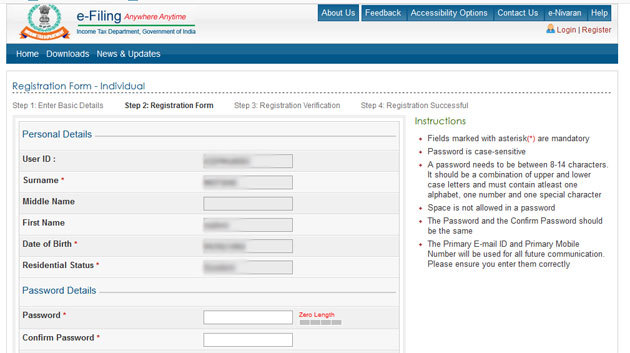 e-Filing Anywhere Anytime
Income Tax Department, Government of India
About Us Feedback Accessibility Options Contact Us e-Nivaran Help
Login | Register
Home Downloads News & Updates
Registration Form - Individual
Step 1: Enter Basic Details Step 2: Registration Form Step 3: Registration Verification Step 4: Registration Successful
Personal Details
User ID :
Surname *
Middle Name
First Name
Date of Birth *
Residential Status *
Password Details
Password *
Zero Length
Confirm Password *
Instructions
Fields marked with asterisk(*) are mandatory
Password is case-sensitive
A password needs to be between 8-14 characters.
It should be a combination of upper and lower
case letters and must contain atleast one
alphabet, one number and one special character
Space is not allowed in a password
The Password and the Confirm Password should
be the same
The Primary E-mail ID and Primary Mobile
Number will be used for all future communication.
Please ensure you enter them correctly